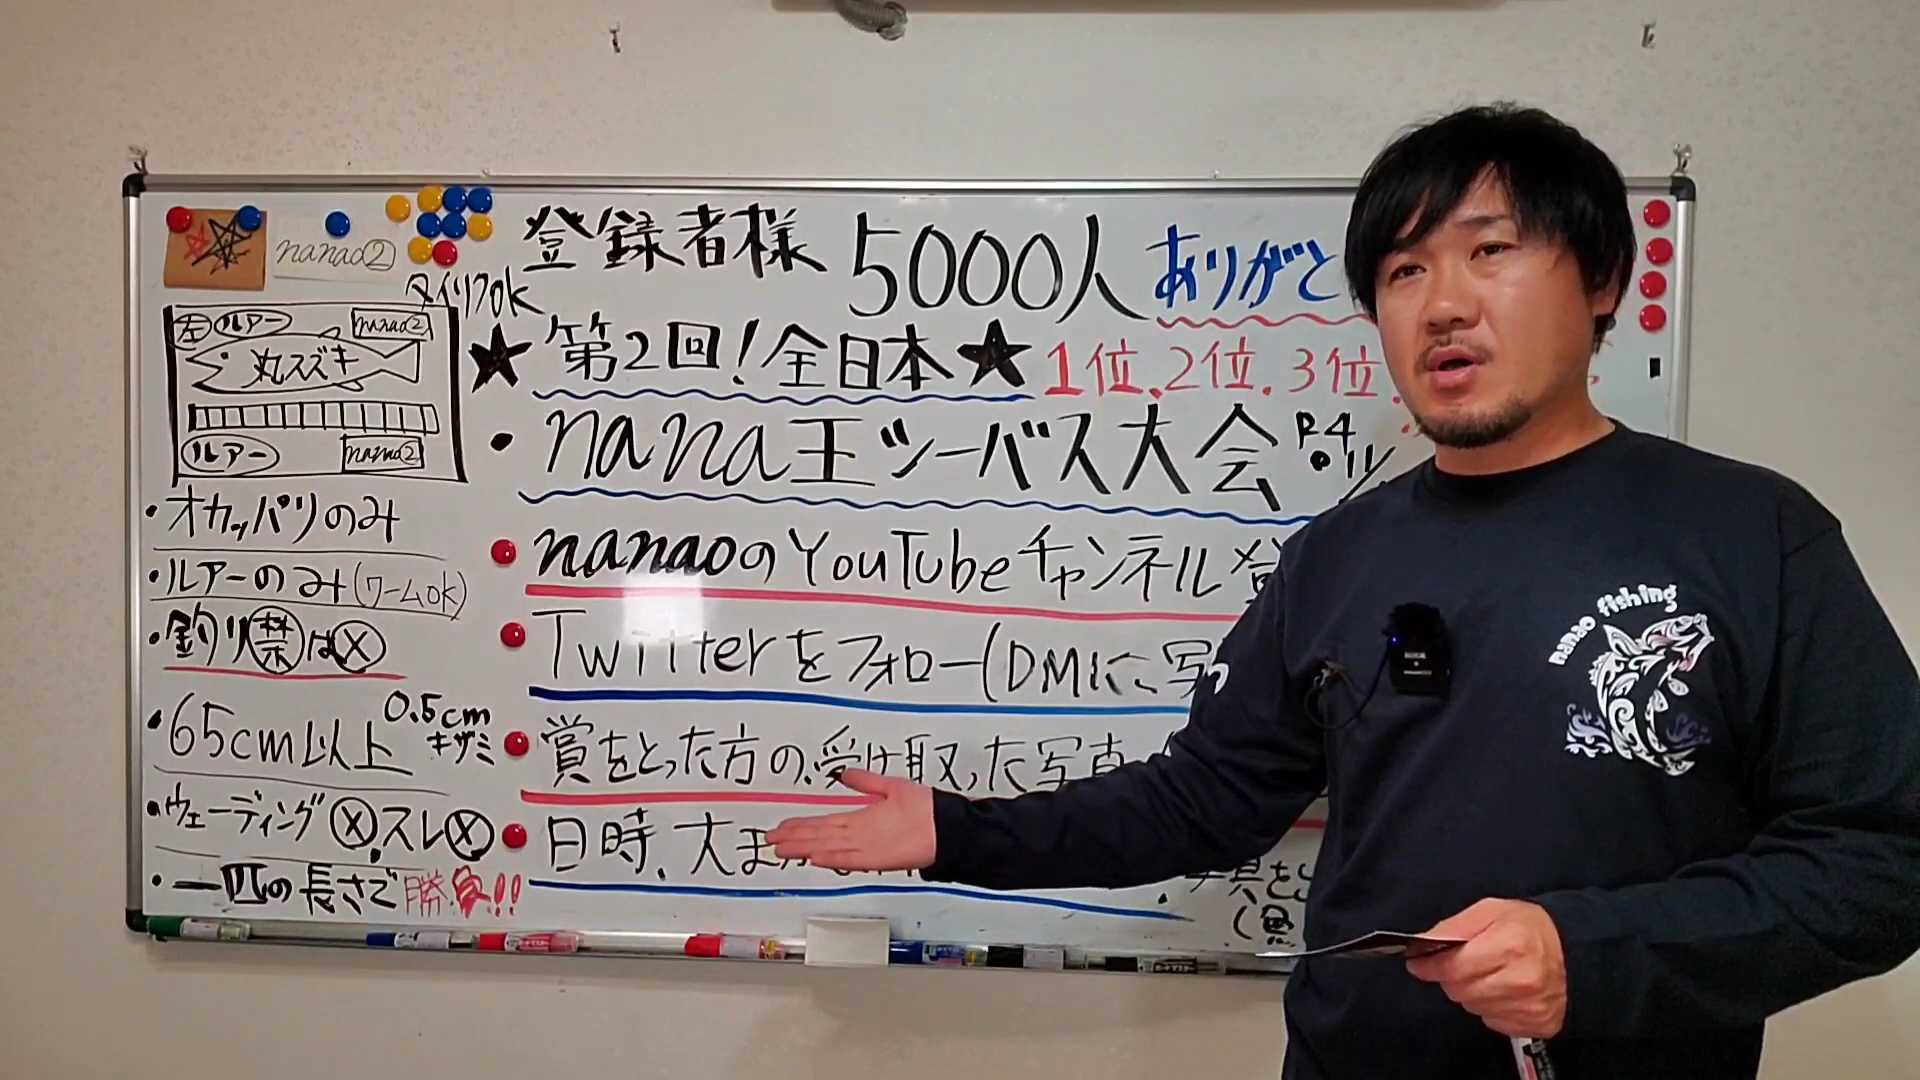 登録者様 5000人 ありがと
★ 第2回!全日本 ★ 1位、2位、3位
・nana王ツーバス大会 R4 11/
nanaoのYouTubeチャンネル登
Twitterをフォロー(DMに写
賞をとった方の、受け取った写真
日時、大まか
nanao②
タイリクOK
左 ルアー nanao②
丸スズキ
ルアー nanao②
・オカッパリのみ
・ルアーのみ(ワームOK)
・釣り禁は×
・65cm以上 0.5cmキザミ
・ウェーディング×、スレ×
・一匹の長さで勝負!!
nanao fishing